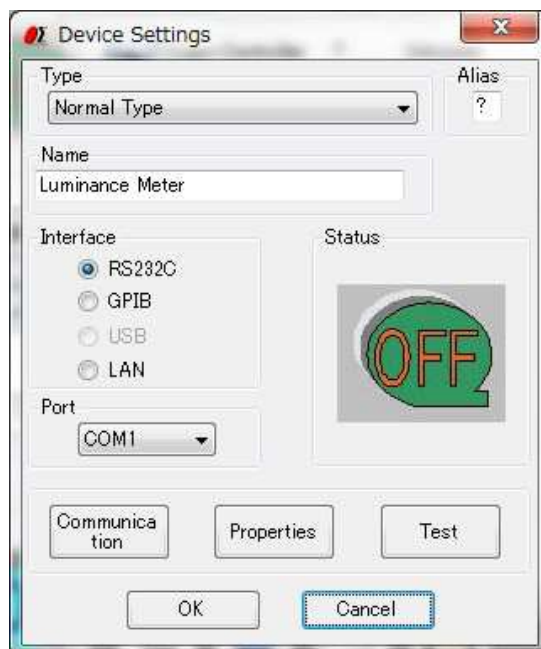 Device Settings
Type
Alias
Normal Type
?
Name
Luminance Meter
Interface
Status
RS232C
GPIB
USB
LAN
OFF
Port
COM1
Communica
tion
Properties
Test
OK
Cancel